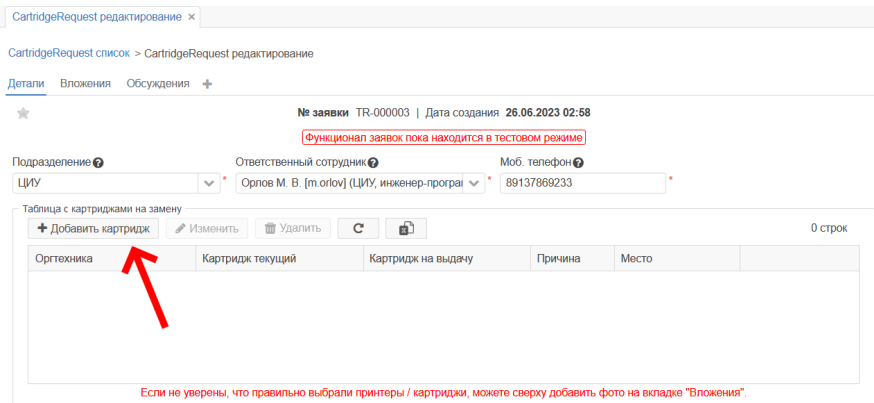 CartridgeRequest редактирование ×
CartridgeRequest список > CartridgeRequest редактирование
Детали Вложения Обсуждения +
№ заявки TR-000003 | Дата создания 26.06.2023 02:58
Функционал заявок пока находится в тестовом режиме
Подразделение ? Ответственный сотрудник ? Моб. телефон ?
ЦИУ * Орлов М. В. [m.orlov] (ЦИУ, инженер-програ * 89137869233 *
Таблица с картриджами на замену
+ Добавить картридж Изменить Удалить 0 строк
Оргтехника Картридж текущий Картридж на выдачу Причина Место
Если не уверены, что правильно выбрали принтеры / картриджи, можете сверху добавить фото на вкладке "Вложения".